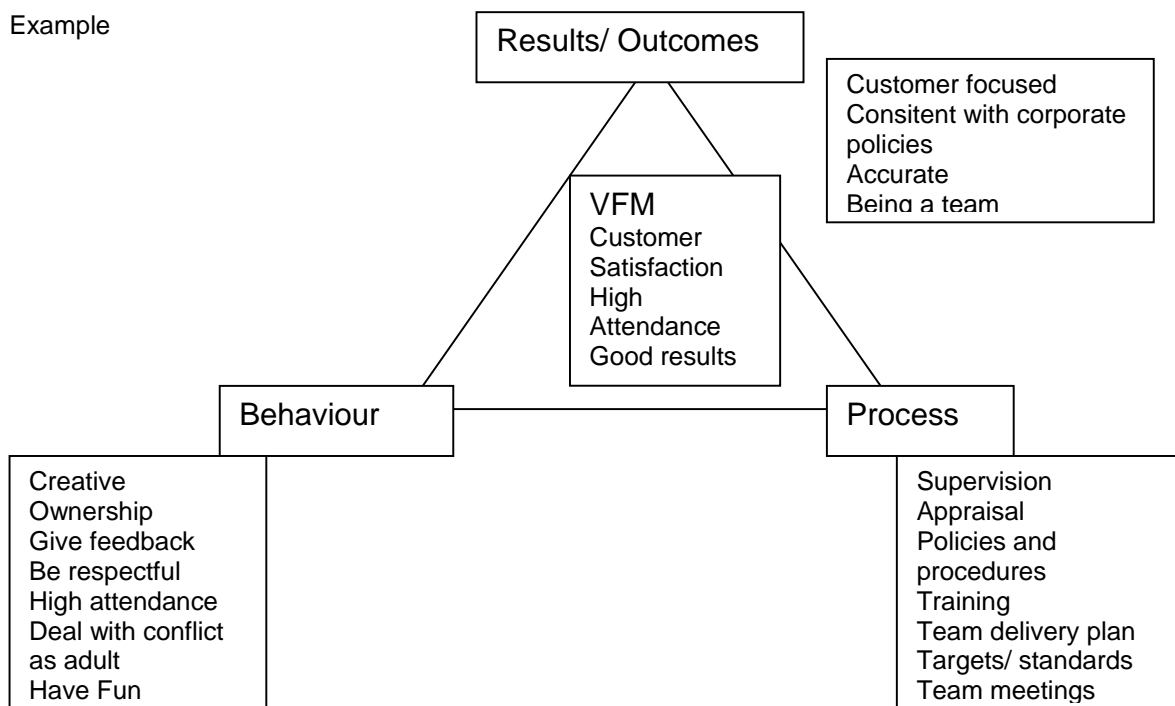 Example
Results/ Outcomes
Customer focused
Consitent with corporate
policies
Accurate
Being a team
VFM
Customer
Satisfaction
High
Attendance
Good results
Behaviour
Process
Creative
Ownership
Give feedback
Be respectful
High attendance
Deal with conflict
as adult
Have Fun
Supervision
Appraisal
Policies and
procedures
Training
Team delivery plan
Targets/ standards
Team meetings